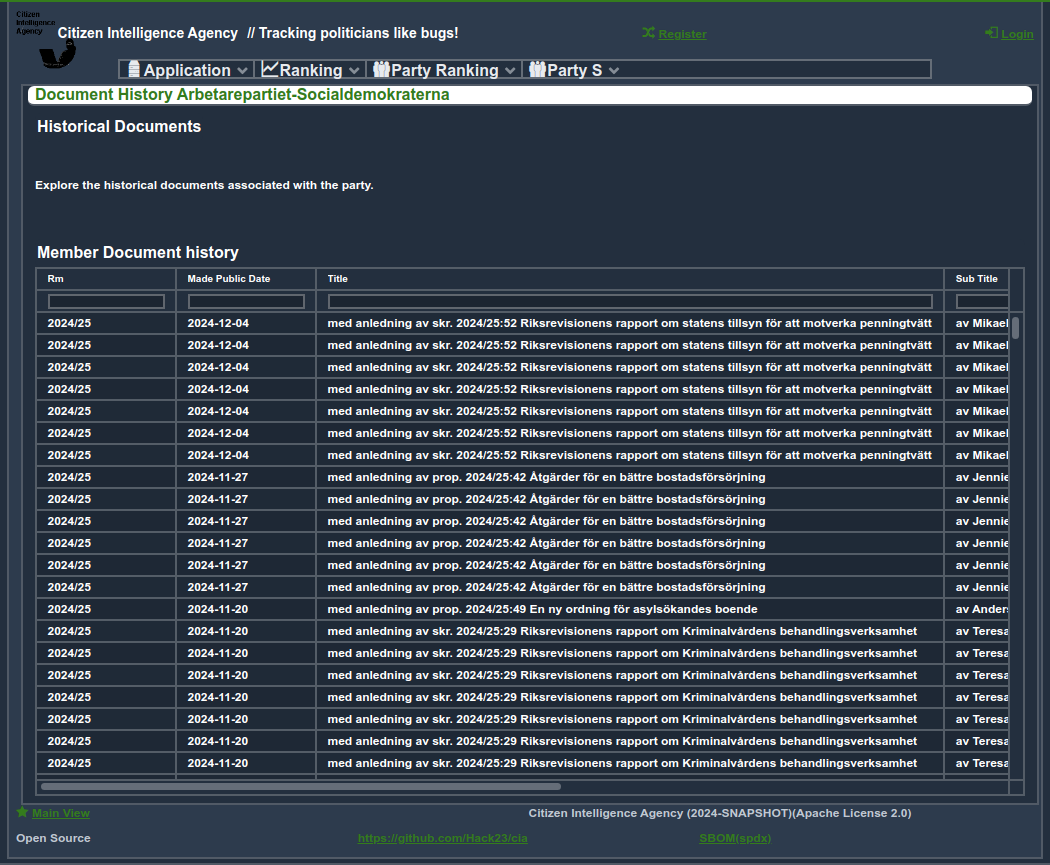 Citizen
Intelligence
Agency
Citizen Intelligence Agency // Tracking politicians like bugs!
Register
Login
Application Ranking Party Ranking Party S
Document History Arbetarepartiet-Socialdemokraterna
Historical Documents
Explore the historical documents associated with the party.
Member Document history
Rm Made Public Date Title Sub Title
2024/25 2024-12-04 med anledning av skr. 2024/25:52 Riksrevisionens rapport om statens tillsyn för att motverka penningtvätt av Mikael
2024/25 2024-12-04 med anledning av skr. 2024/25:52 Riksrevisionens rapport om statens tillsyn för att motverka penningtvätt av Mikael
2024/25 2024-12-04 med anledning av skr. 2024/25:52 Riksrevisionens rapport om statens tillsyn för att motverka penningtvätt av Mikael
2024/25 2024-12-04 med anledning av skr. 2024/25:52 Riksrevisionens rapport om statens tillsyn för att motverka penningtvätt av Mikael
2024/25 2024-12-04 med anledning av skr. 2024/25:52 Riksrevisionens rapport om statens tillsyn för att motverka penningtvätt av Mikael
2024/25 2024-12-04 med anledning av skr. 2024/25:52 Riksrevisionens rapport om statens tillsyn för att motverka penningtvätt av Mikael
2024/25 2024-12-04 med anledning av skr. 2024/25:52 Riksrevisionens rapport om statens tillsyn för att motverka penningtvätt av Mikael
2024/25 2024-11-27 med anledning av prop. 2024/25:42 Åtgärder för en bättre bostadsförsörjning av Jennie
2024/25 2024-11-27 med anledning av prop. 2024/25:42 Åtgärder för en bättre bostadsförsörjning av Jennie
2024/25 2024-11-27 med anledning av prop. 2024/25:42 Åtgärder för en bättre bostadsförsörjning av Jennie
2024/25 2024-11-27 med anledning av prop. 2024/25:42 Åtgärder för en bättre bostadsförsörjning av Jennie
2024/25 2024-11-27 med anledning av prop. 2024/25:42 Åtgärder för en bättre bostadsförsörjning av Jennie
2024/25 2024-11-27 med anledning av prop. 2024/25:42 Åtgärder för en bättre bostadsförsörjning av Jennie
2024/25 2024-11-20 med anledning av prop. 2024/25:49 En ny ordning för asylsökandes boende av Anders
2024/25 2024-11-20 med anledning av skr. 2024/25:29 Riksrevisionens rapport om Kriminalvårdens behandlingsverksamhet av Teresa
2024/25 2024-11-20 med anledning av skr. 2024/25:29 Riksrevisionens rapport om Kriminalvårdens behandlingsverksamhet av Teresa
2024/25 2024-11-20 med anledning av skr. 2024/25:29 Riksrevisionens rapport om Kriminalvårdens behandlingsverksamhet av Teresa
2024/25 2024-11-20 med anledning av skr. 2024/25:29 Riksrevisionens rapport om Kriminalvårdens behandlingsverksamhet av Teresa
2024/25 2024-11-20 med anledning av skr. 2024/25:29 Riksrevisionens rapport om Kriminalvårdens behandlingsverksamhet av Teresa
2024/25 2024-11-20 med anledning av skr. 2024/25:29 Riksrevisionens rapport om Kriminalvårdens behandlingsverksamhet av Teresa
2024/25 2024-11-20 med anledning av skr. 2024/25:29 Riksrevisionens rapport om Kriminalvårdens behandlingsverksamhet av Teresa
Main View Citizen Intelligence Agency (2024-SNAPSHOT)(Apache License 2.0)
Open Source https://github.com/Hack23/cia SBOM(spdx)